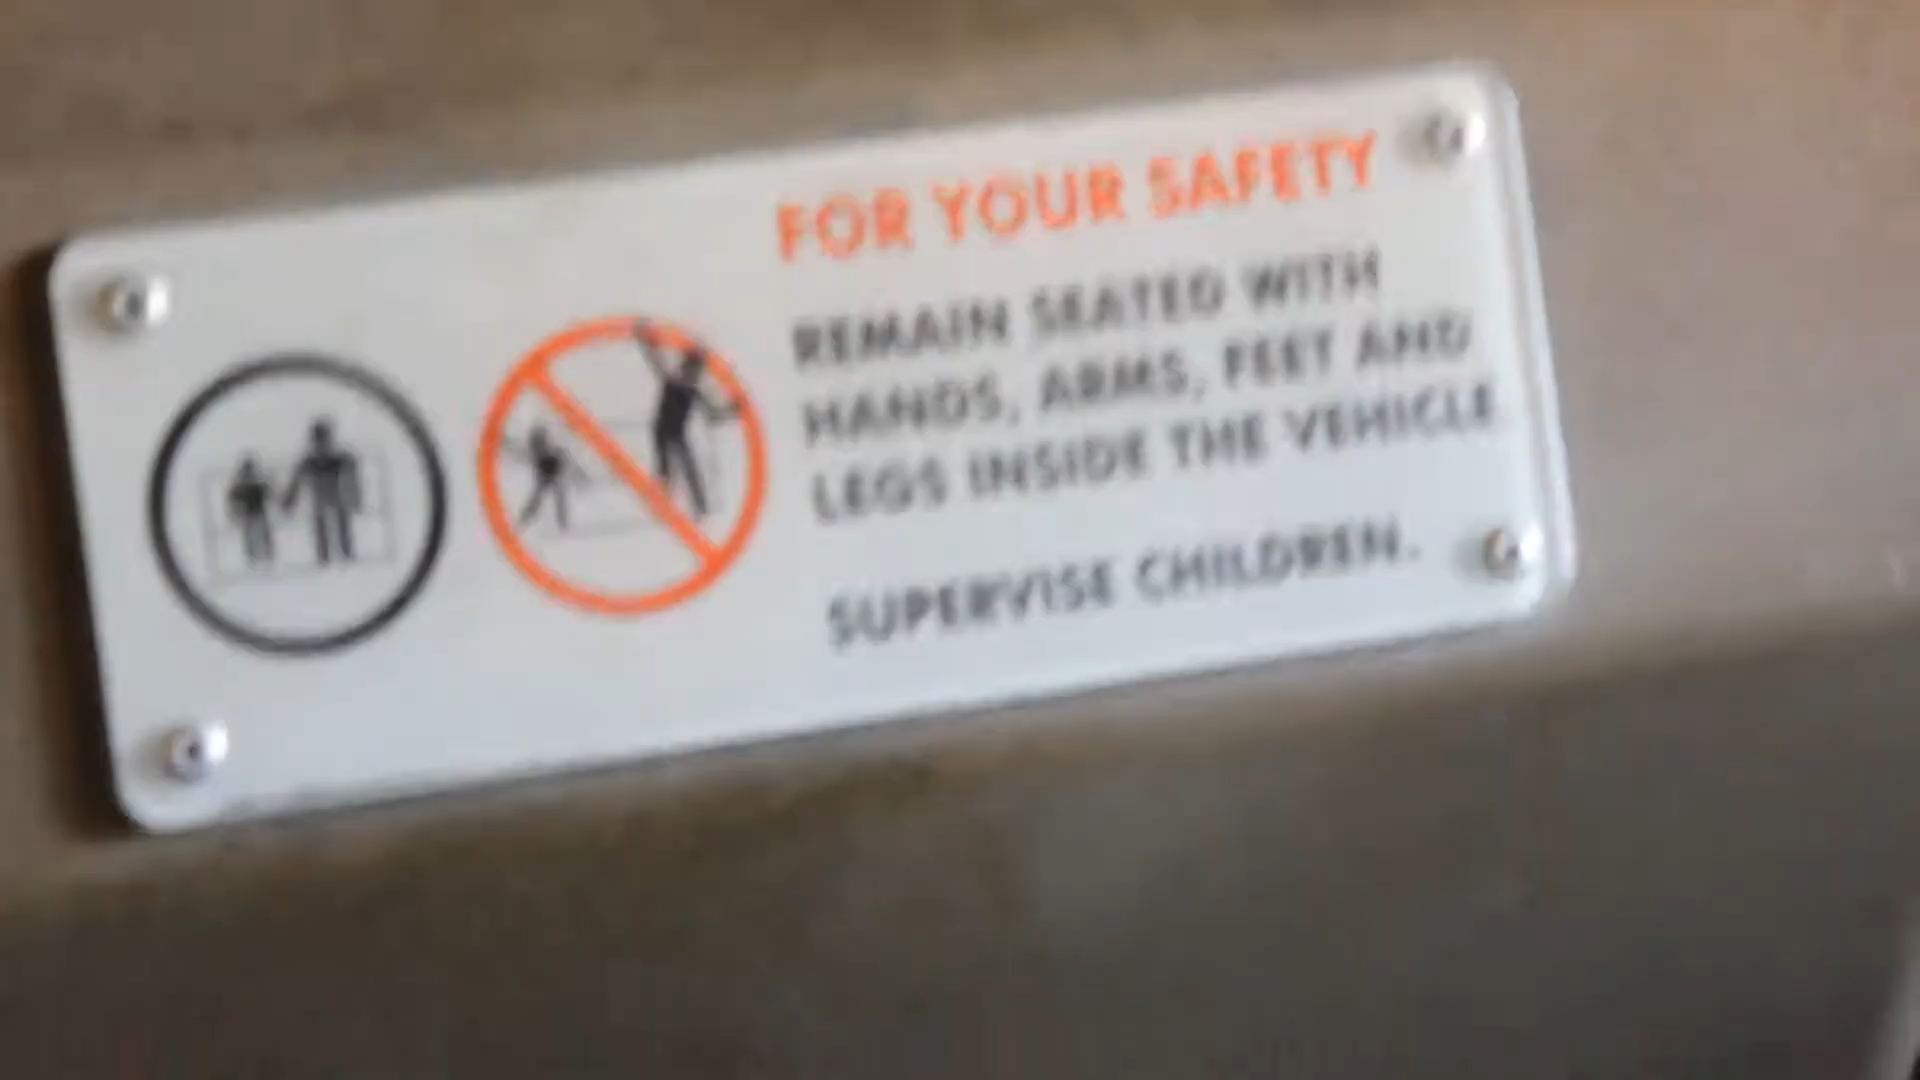 FOR YOUR SAFETY
REMAIN SEATED WITH
HANDS, ARMS, FEET AND
LEGS INSIDE THE VEHICLE
SUPERVISE CHILDREN.